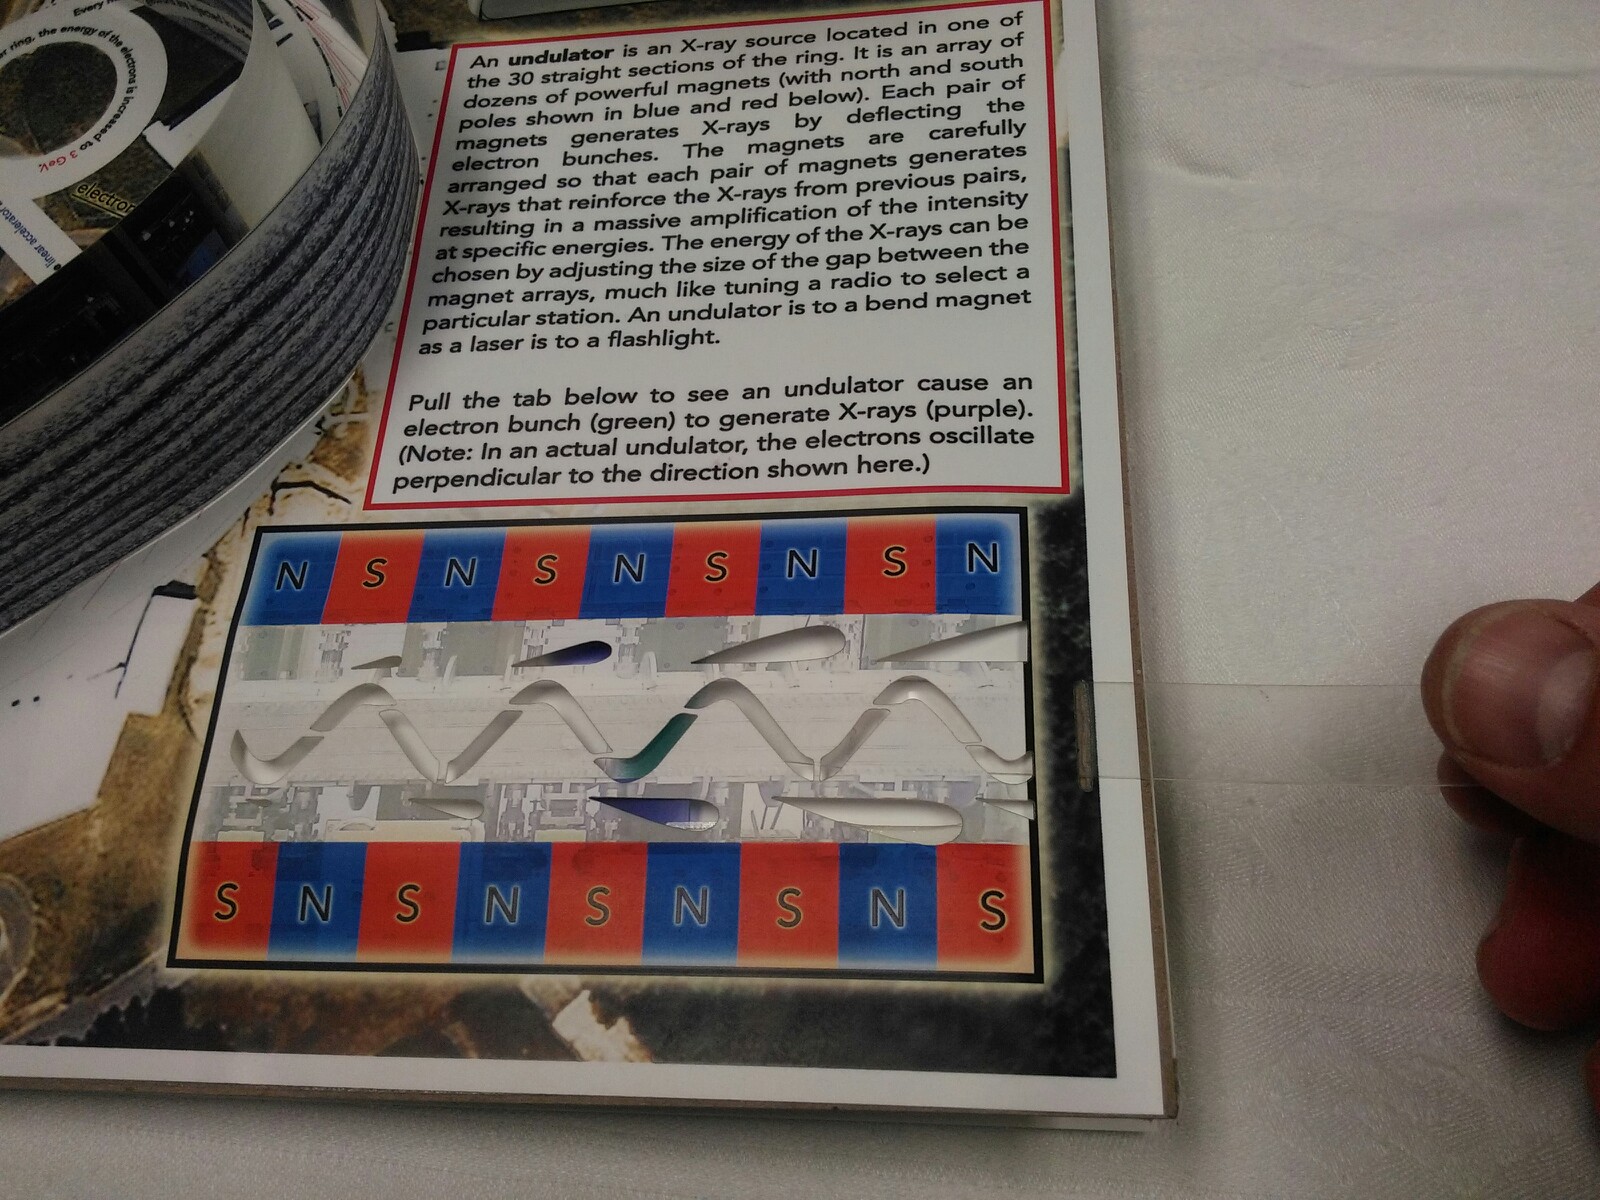 Every
er ring, the energy of the electrons is increased to 3 GeV.
electron
e linear accelerator
An undulator is an X-ray source located in one of
the 30 straight sections of the ring. It is an array of
dozens of powerful magnets (with north and south
poles shown in blue and red below). Each pair of
magnets generates X-rays by deflecting the
electron bunches. The magnets are carefully
arranged so that each pair of magnets generates
X-rays that reinforce the X-rays from previous pairs,
resulting in a massive amplification of the intensity
at specific energies. The energy of the X-rays can be
chosen by adjusting the size of the gap between the
magnet arrays, much like tuning a radio to select a
particular station. An undulator is to a bend magnet
as a laser is to a flashlight.
Pull the tab below to see an undulator cause an
electron bunch (green) to generate X-rays (purple).
(Note: In an actual undulator, the electrons oscillate
perpendicular to the direction shown here.)
N S N S N S N S N
S N S N S N S N S